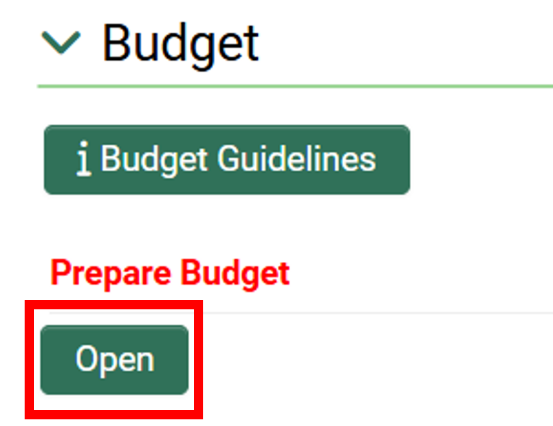 Budget
i Budget Guidelines
Prepare Budget
Open